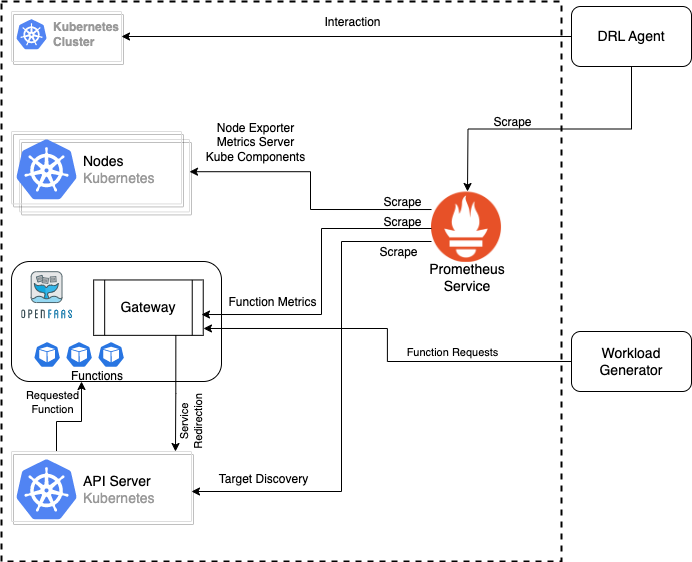 Kubernetes
Cluster
Interaction
DRL Agent
Scrape
Node Exporter
Metrics Server
Kube Components
Nodes
Kubernetes
Scrape
Scrape
Scrape
Prometheus
Service
OPENFAAS
Gateway
Function Metrics
Function Requests
Workload
Generator
Functions
Requested
Function
Service
Redirection
API Server
Kubernetes
Target Discovery